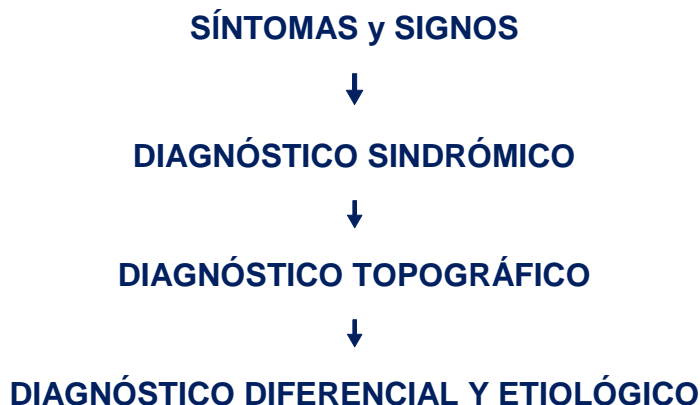 SÍNTOMAS y SIGNOS
DIAGNÓSTICO SINDRÓMICO
DIAGNÓSTICO TOPOGRÁFICO
DIAGNÓSTICO DIFERENCIAL Y ETIOLÓGICO